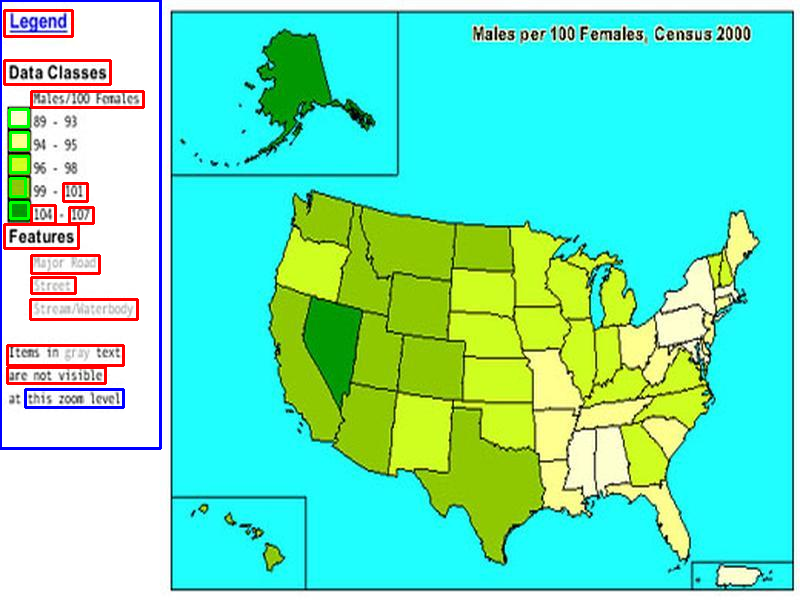 Legend
Males per 100 Females, Census 2000
Data Classes
Males/100 Females
89 - 93
94 - 95
96 - 98
99 - 101
104 - 107
Features
Major Road
Street
Stream/Waterbody
Items in gray text
are not visible
at this zoom level